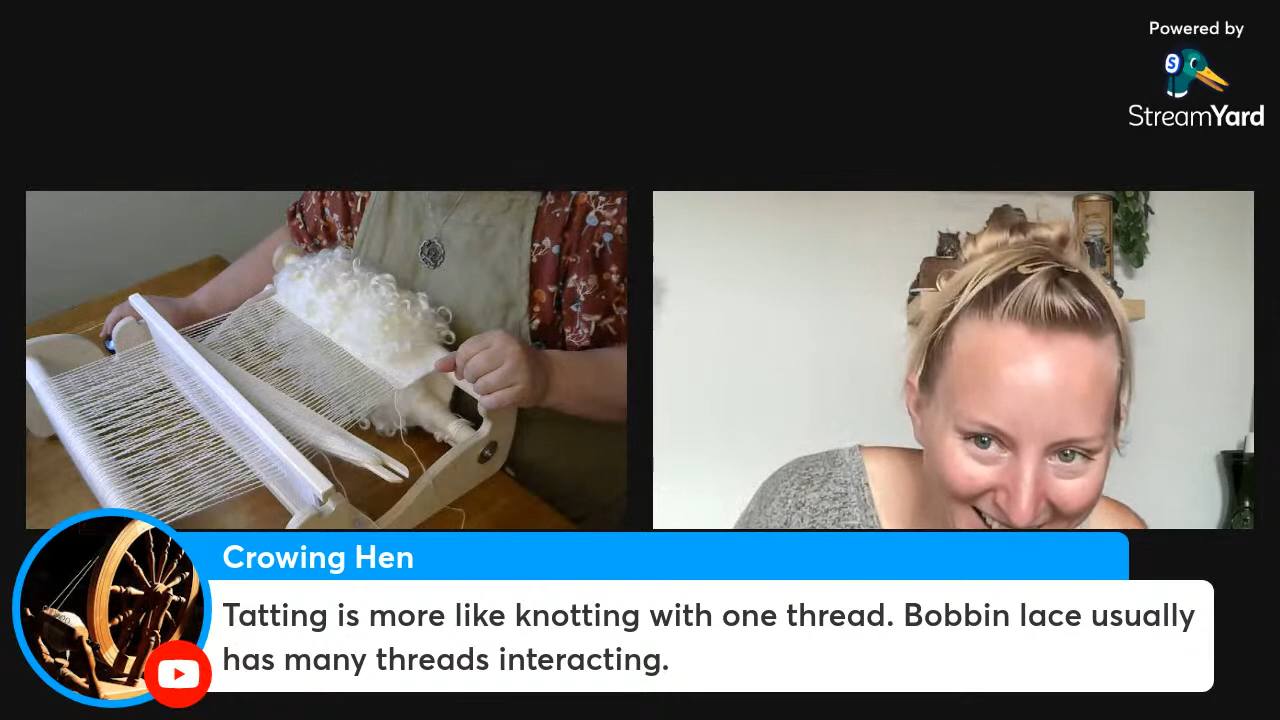 Powered by
S
StreamYard
Crowing Hen
Tatting is more like knotting with one thread. Bobbin lace usually
has many threads interacting.